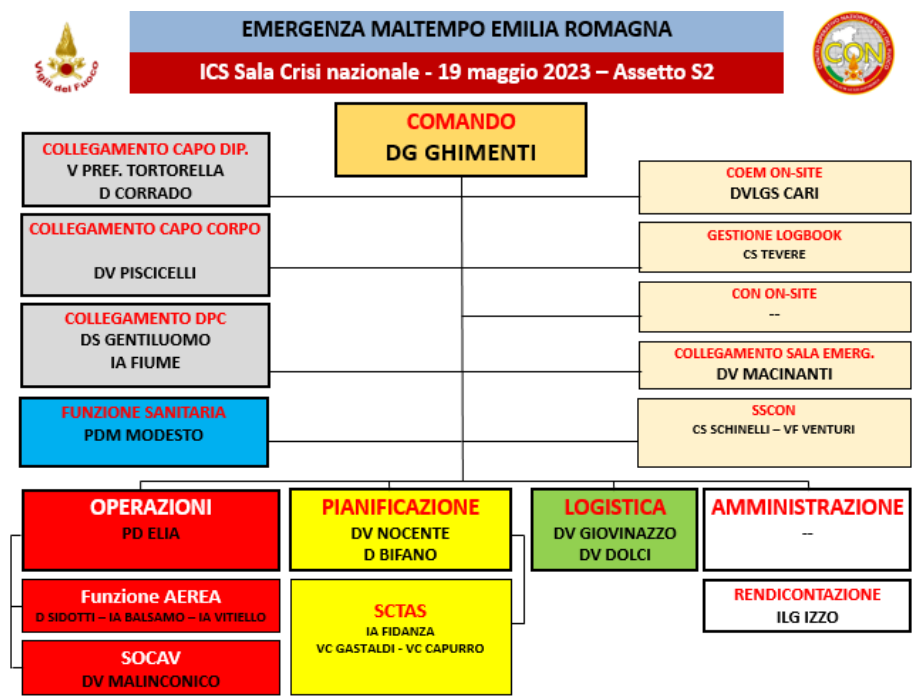 EMERGENZA MALTEMPO EMILIA ROMAGNA
ICS Sala Crisi nazionale - 19 maggio 2023 – Assetto S2
Vigili del Fuoco
CON
COMANDO
DG GHIMENTI
COLLEGAMENTO CAPO DIP.
V PREF. TORTORELLA
D CORRADO
COLLEGAMENTO CAPO CORPO
DV PISCICELLI
COLLEGAMENTO DPC
DS GENTILUOMO
IA FIUME
FUNZIONE SANITARIA
PDM MODESTO
COEM ON-SITE
DVLGS CARI
GESTIONE LOGBOOK
CS TEVERE
CON ON-SITE
--
COLLEGAMENTO SALA EMERG.
DV MACINANTI
SSCON
CS SCHINELLI – VF VENTURI
OPERAZIONI
PD ELIA
Funzione AEREA
D SIDOTTI – IA BALSAMO – IA VITIELLO
SOCAV
DV MALINCONICO
PIANIFICAZIONE
DV NOCENTE
D BIFANO
SCTAS
IA FIDANZA
VC GASTALDI - VC CAPURRO
LOGISTICA
DV GIOVINAZZO
DV DOLCI
AMMINISTRAZIONE
--
RENDICONTAZIONE
ILG IZZO